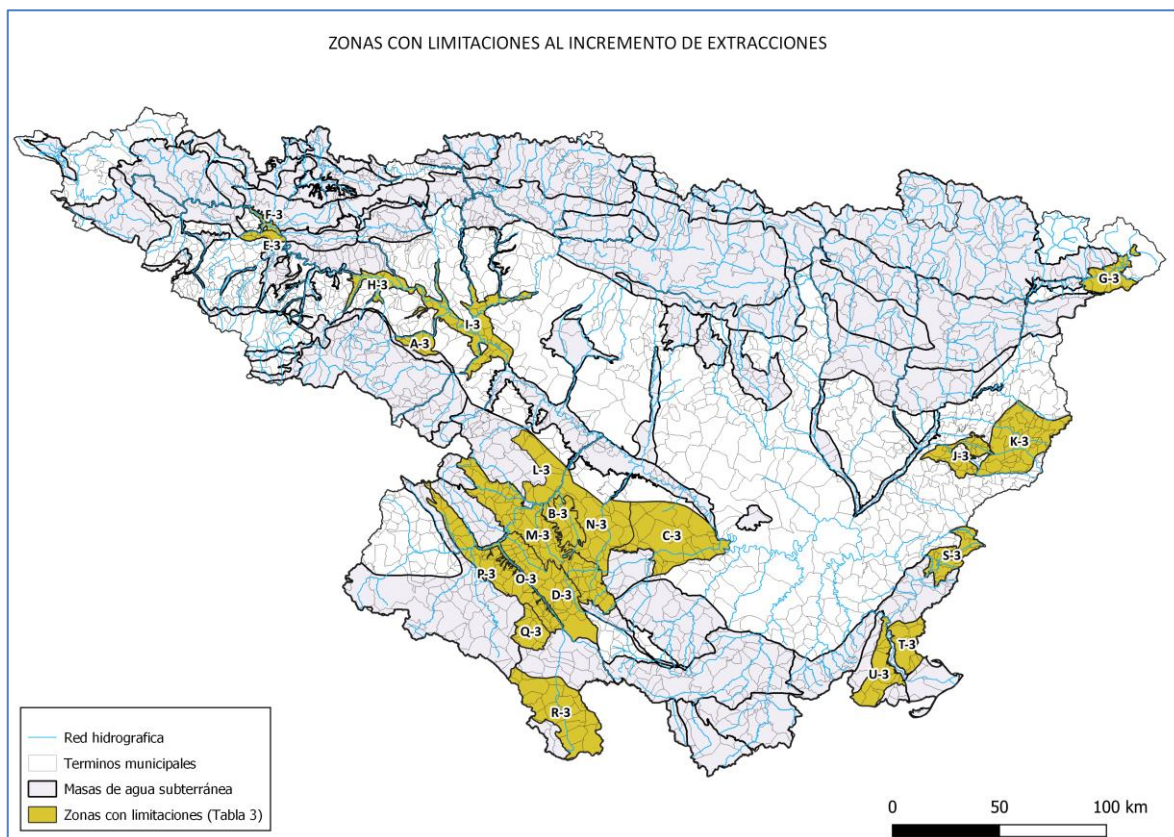 ZONAS CON LIMITACIONES AL INCREMENTO DE EXTRACCIONES
F-3
E-3
G-3
H-3
I-3
A-3
K-3
J-3
L-3
B-3
N-3
M-3
C-3
S-3
P-3
O-3
D-3
Q-3
T-3
U-3
R-3
Red hidrografica
Terminos municipales
Masas de agua subterránea
Zonas con limitaciones (Tabla 3)
0 50 100 km